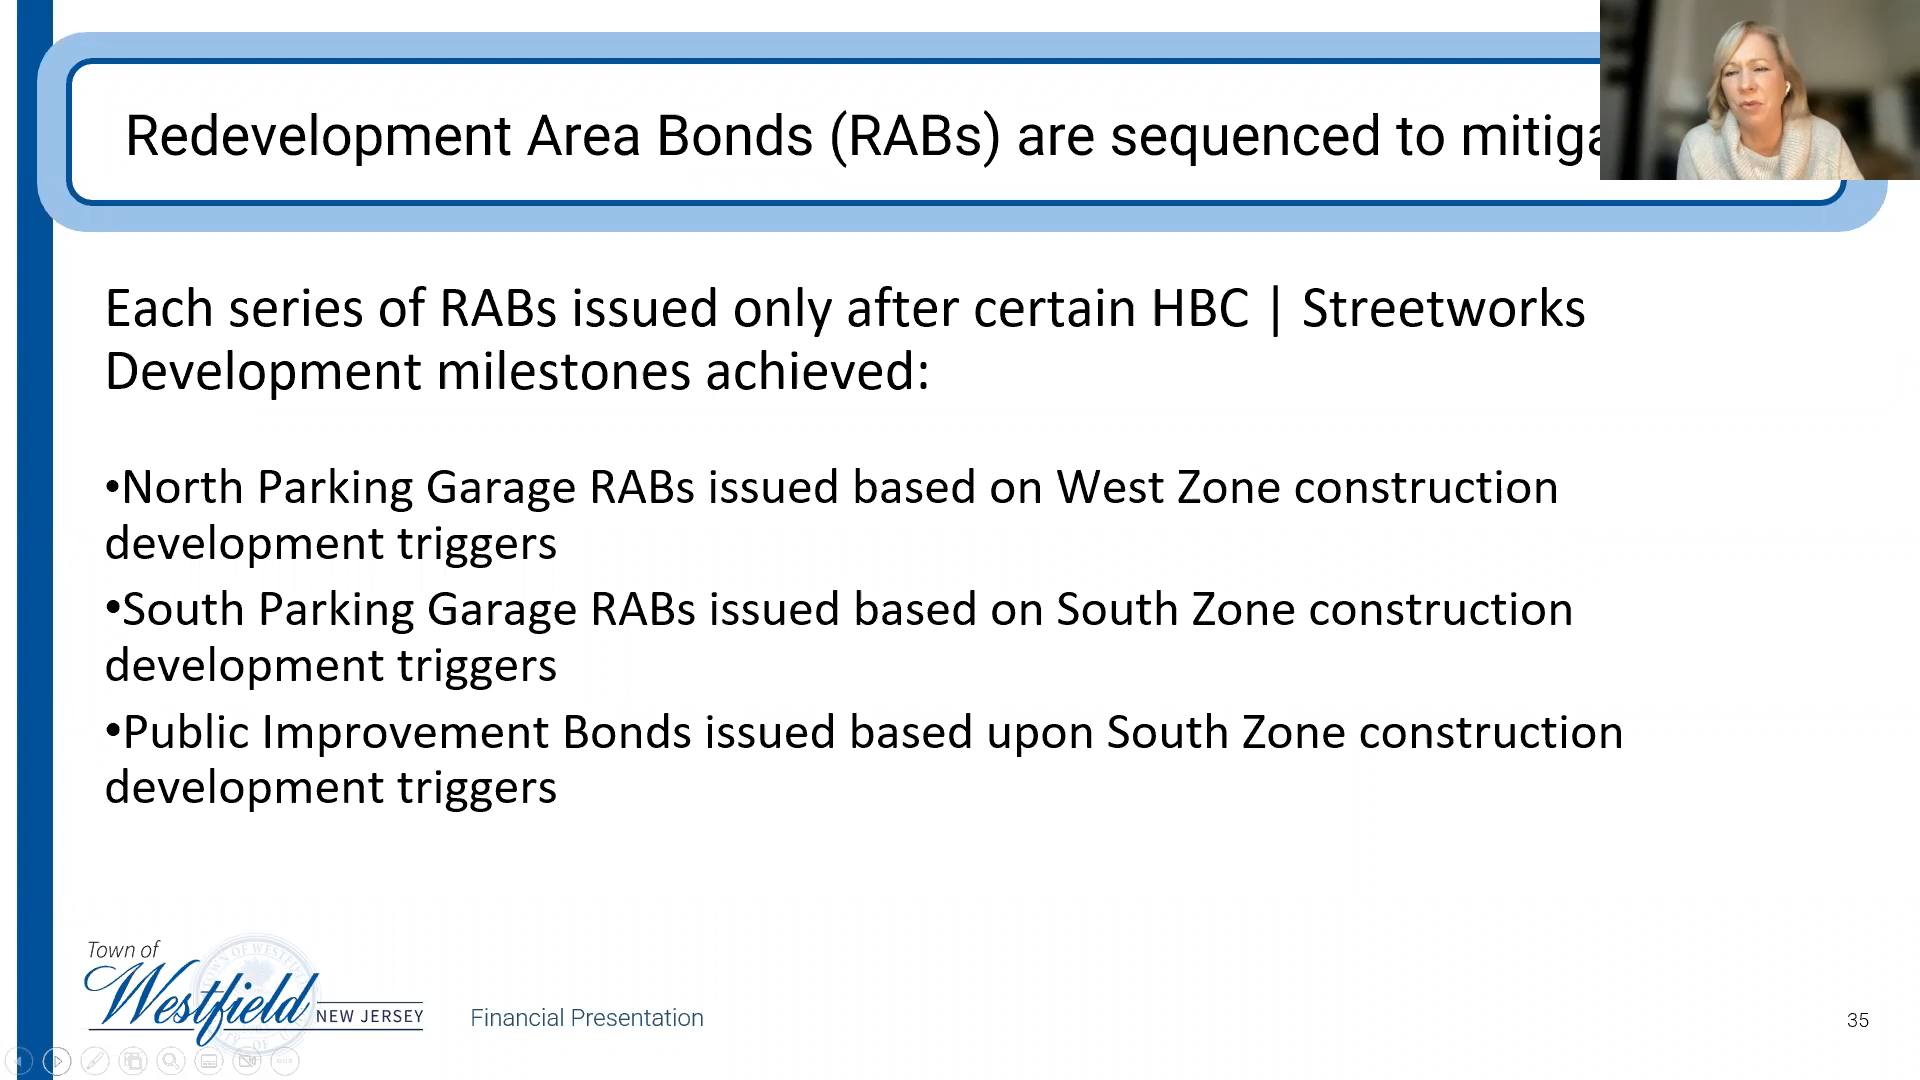 Redevelopment Area Bonds (RABs) are sequenced to mitiga
Each series of RABs issued only after certain HBC | Streetworks
Development milestones achieved:
•North Parking Garage RABs issued based on West Zone construction
development triggers
•South Parking Garage RABs issued based on South Zone construction
development triggers
•Public Improvement Bonds issued based upon South Zone construction
development triggers
Town of
Westfield
NEW JERSEY
Financial Presentation
35